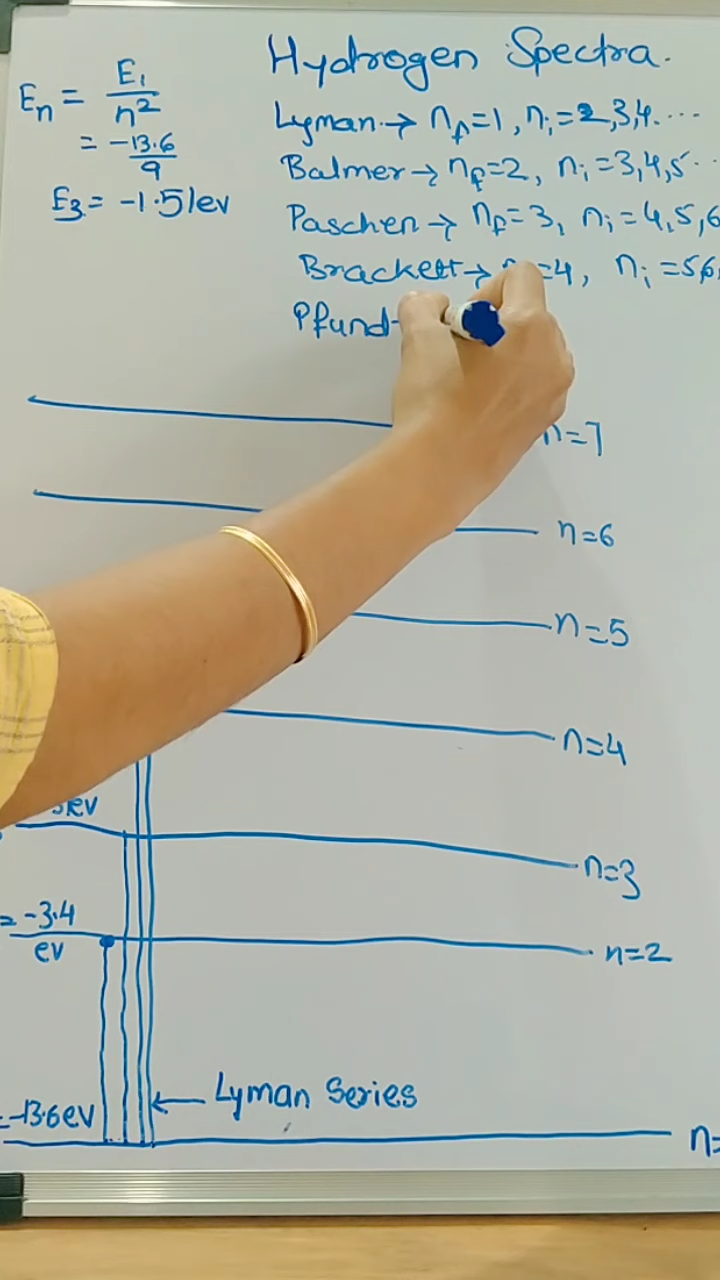 Hydrogen Spectra.
En = E1/n²
= -13.6/9
E3 = -1.51ev
Lyman → nf=1, ni=2,3,4....
Balmer → nf=2, ni=3,4,5..
Paschen → nf=3, ni=4,5,6
Brackett → =4, ni=5,6,
Pfund
n=7
n=6
n=5
n=4
ev
n=3
= -3.4
ev
n=2
Lyman Series
= -13.6ev
n=